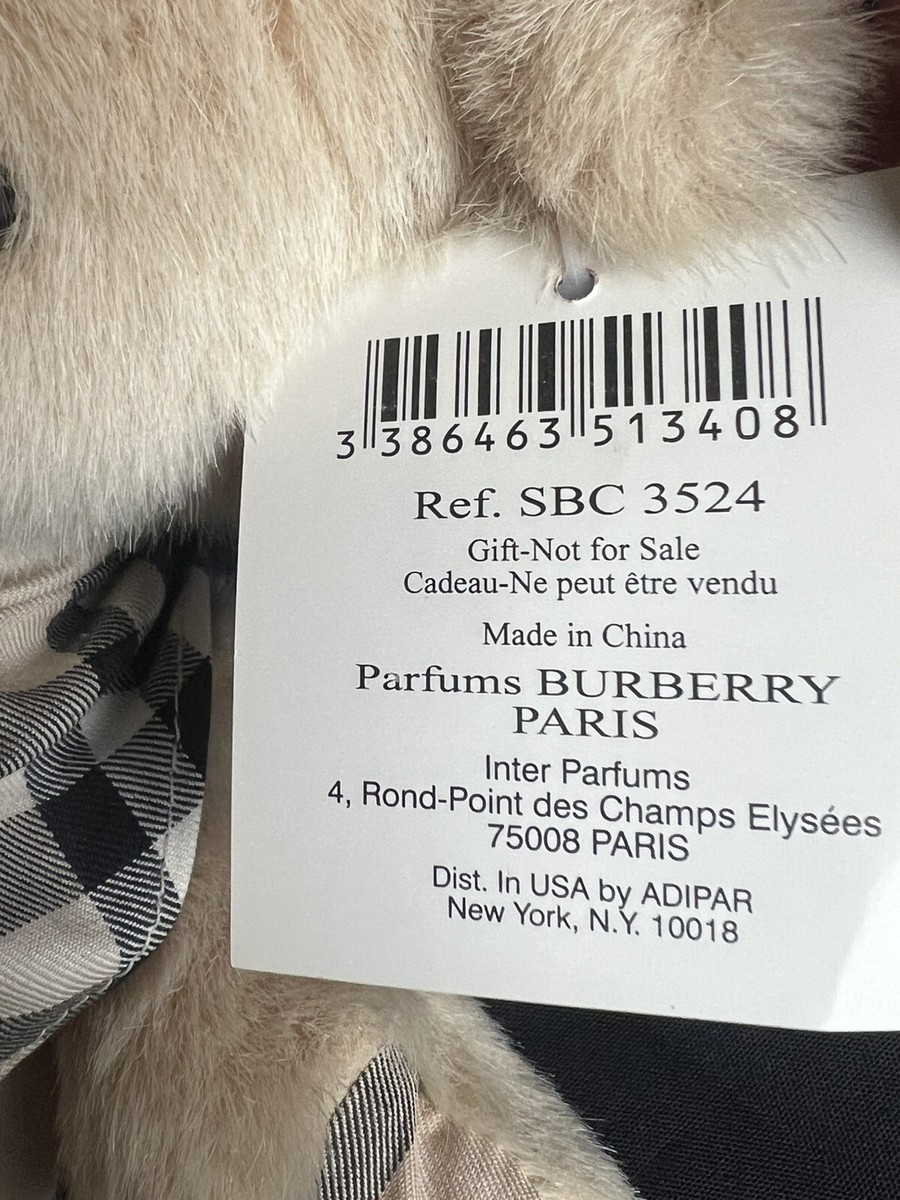 3 386463 513408
Ref. SBC 3524
Gift-Not for Sale
Cadeau-Ne peut être vendu
Made in China
Parfums BURBERRY
PARIS
Inter Parfums
4, Rond-Point des Champs Elysées
75008 PARIS
Dist. In USA by ADIPAR
New York, N.Y. 10018